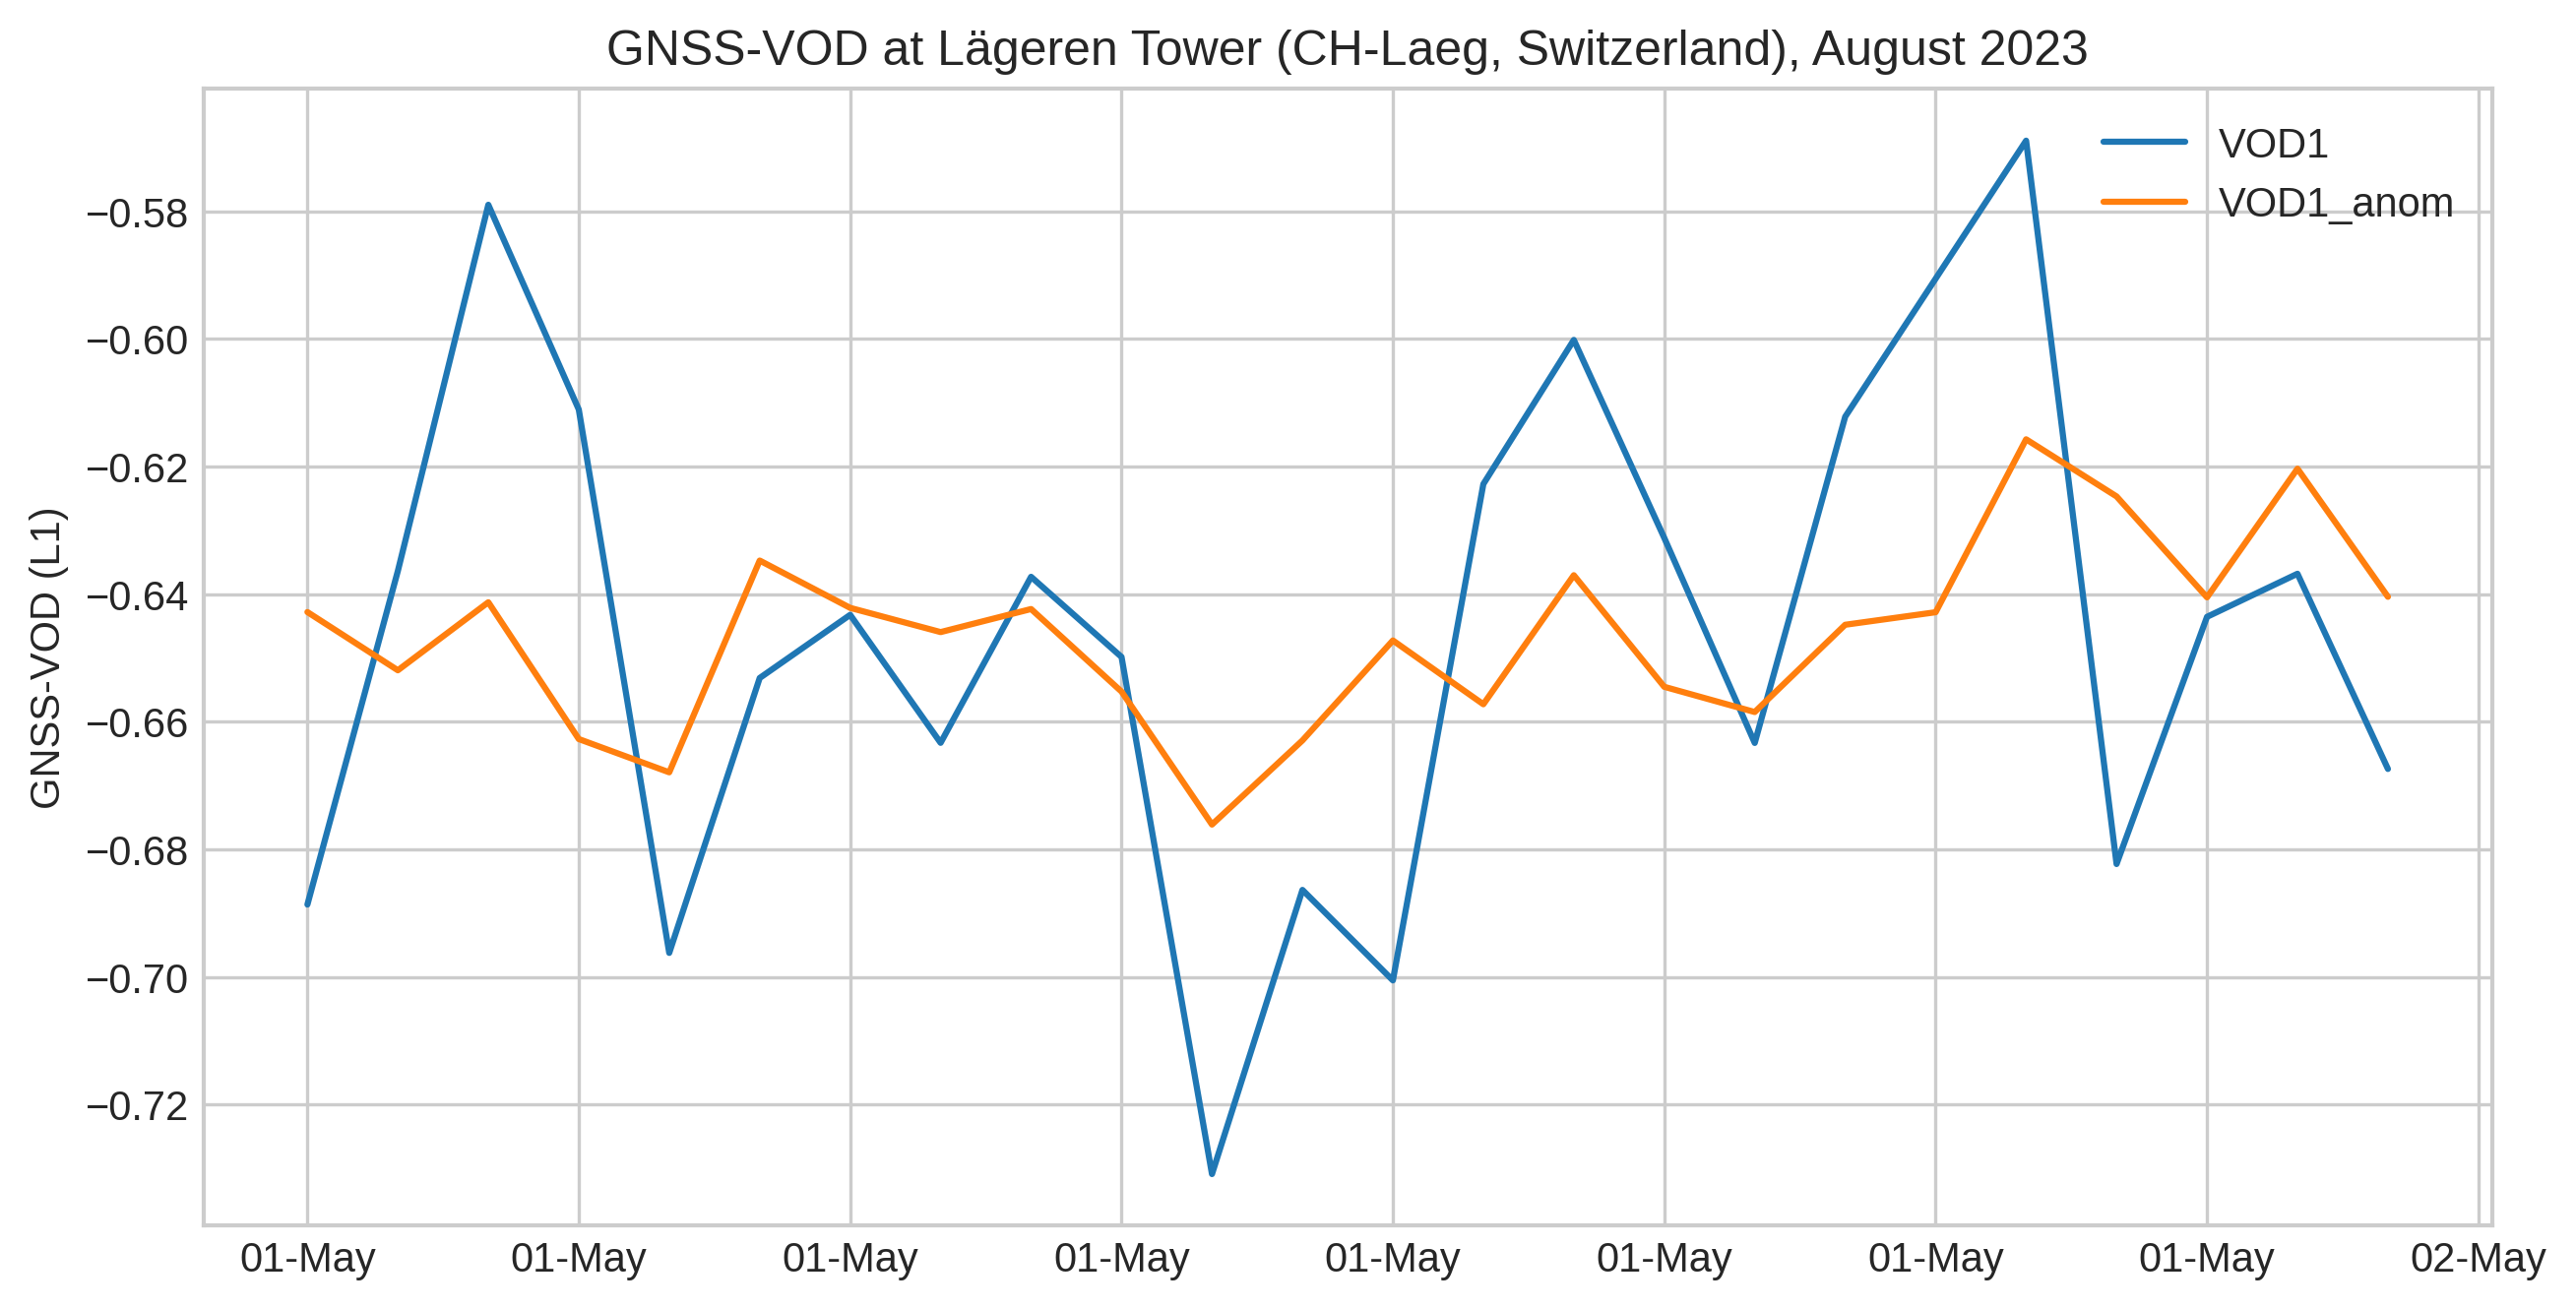 GNSS-VOD at Lägeren Tower (CH-Laeg, Switzerland), August 2023
VOD1
VOD1_anom
GNSS-VOD (L1)
−0.58
−0.60
−0.62
−0.64
−0.66
−0.68
−0.70
−0.72
01-May 01-May 01-May 01-May 01-May 01-May 01-May 01-May 02-May